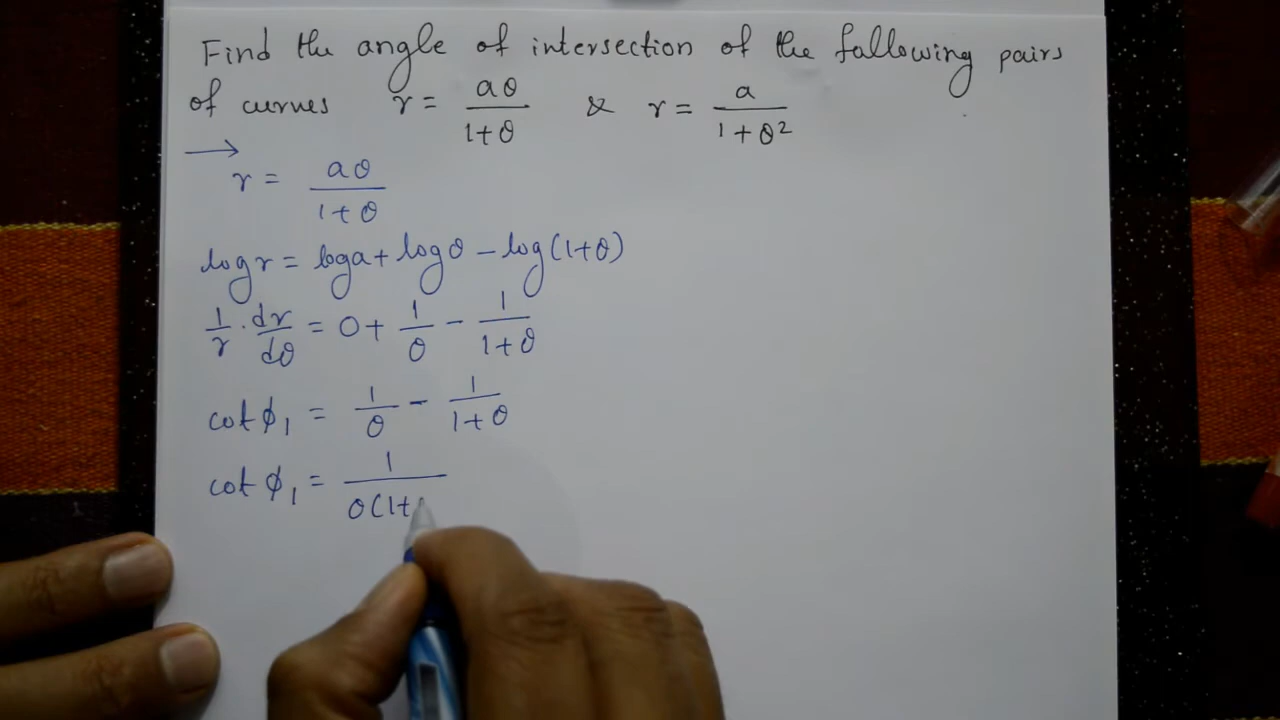 Find the angle of intersection of the following pairs
of curves r = aθ/1+θ & r = a/1+θ²
→ r = aθ/1+θ
log r = log a + log θ - log(1+θ)
1/r . dr/dθ = 0 + 1/θ - 1/1+θ
cot ϕ₁ = 1/θ - 1/1+θ
cot ϕ₁ = 1/θ(1+